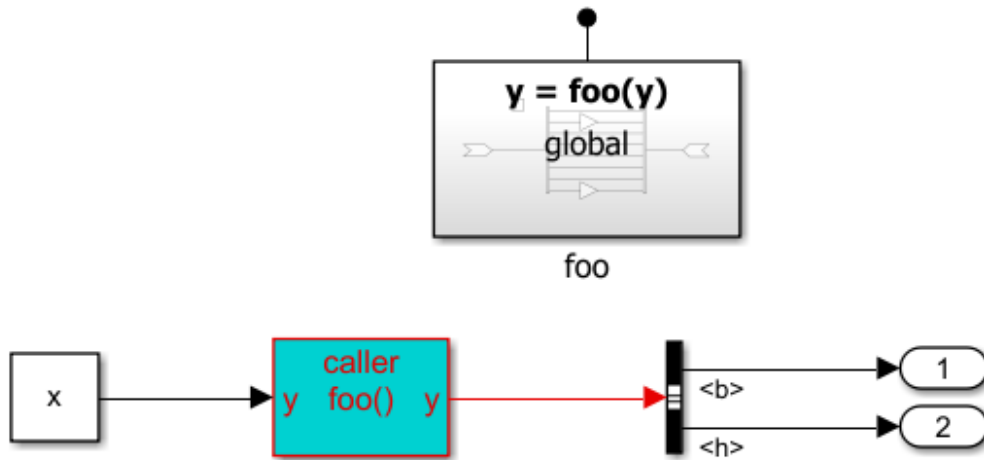 y = foo(y)
global
foo
x
caller
y foo() y
<b>
<h>
1
2